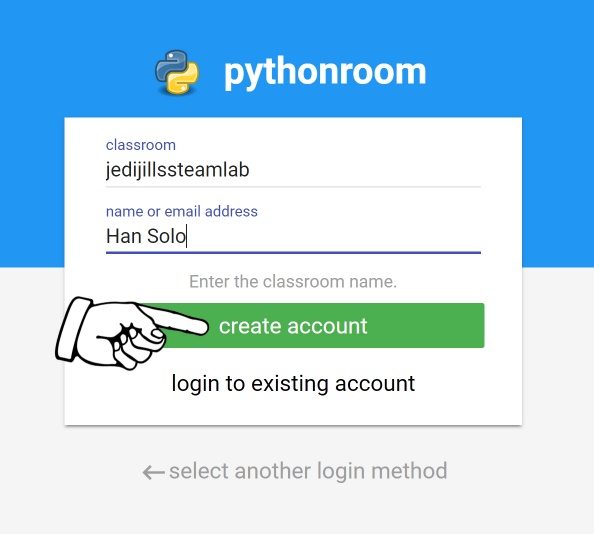 pythonroom
classroom
jedijillssteamlab
name or email address
Han Solo
Enter the classroom name.
create account
login to existing account
←select another login method